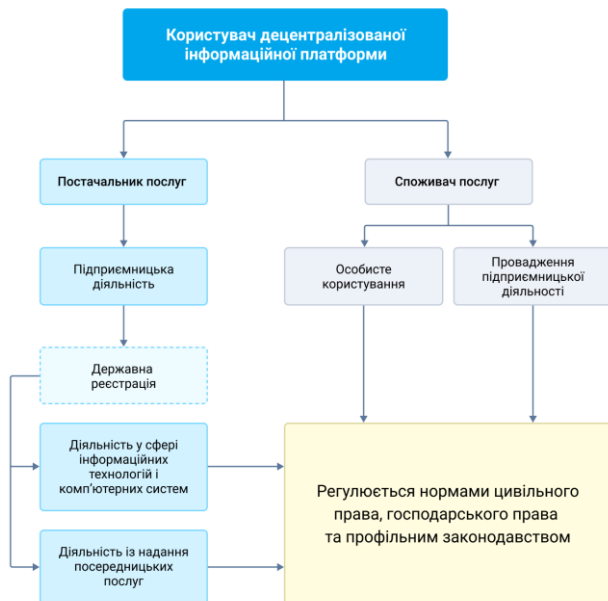 Користувач децентралізованої
інформаційної платформи
Постачальник послуг
Споживач послуг
Підприємницька
діяльність
Особисте
користування
Провадження
підприємницької
діяльності
Державна
реєстрація
Діяльність у сфері
інформаційних
технологій і
комп'ютерних систем
Регулюється нормами цивільного
права, господарського права
та профільним законодавством
Діяльність із надання
посередницьких
послуг